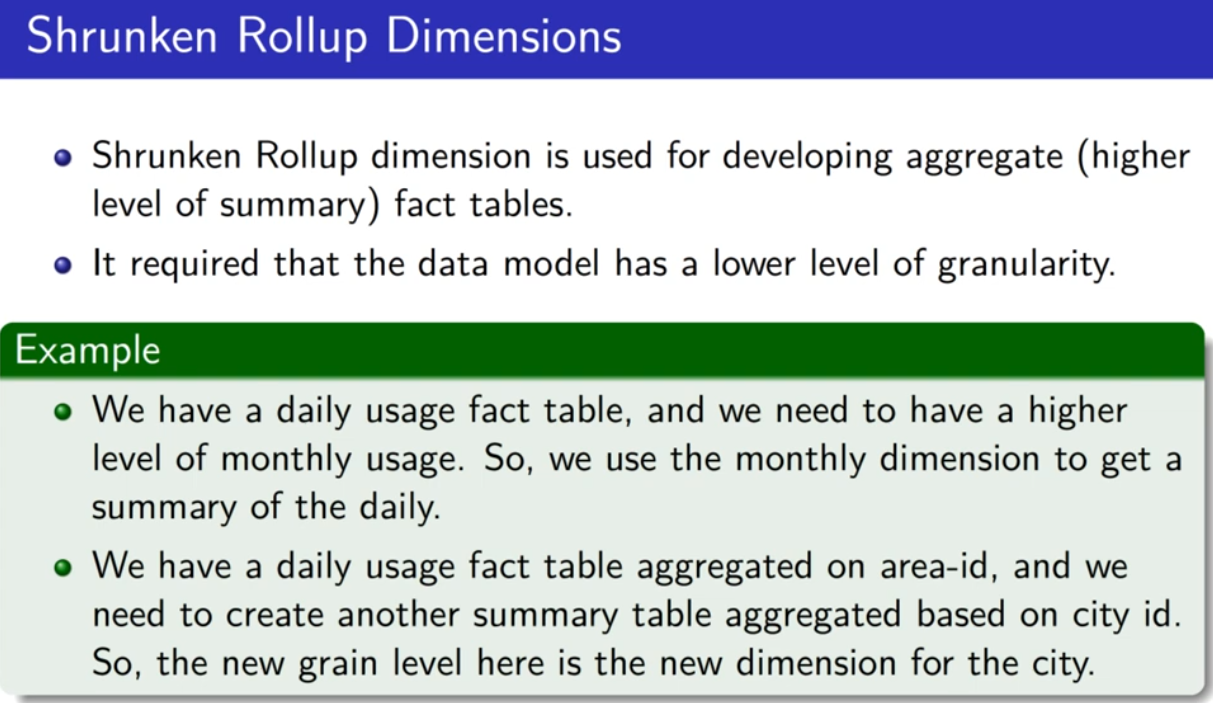 Shrunken Rollup Dimensions
Shrunken Rollup dimension is used for developing aggregate (higher
level of summary) fact tables.
It required that the data model has a lower level of granularity.
Example
We have a daily usage fact table, and we need to have a higher
level of monthly usage. So, we use the monthly dimension to get a
summary of the daily.
We have a daily usage fact table aggregated on area-id, and we
need to create another summary table aggregated based on city id.
So, the new grain level here is the new dimension for the city.